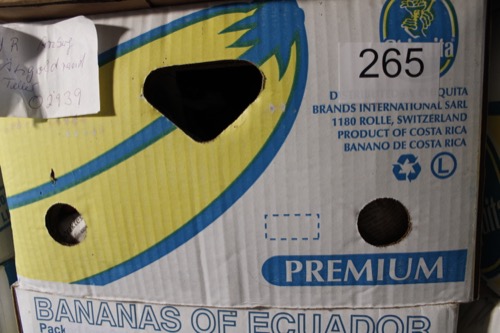 265
QUITA
BRANDS INTERNATIONAL SARL
1180 ROLLE, SWITZERLAND
PRODUCT OF COSTA RICA
BANANO DE COSTA RICA
L
PREMIUM
BANANAS OF ECUADOR
Pack